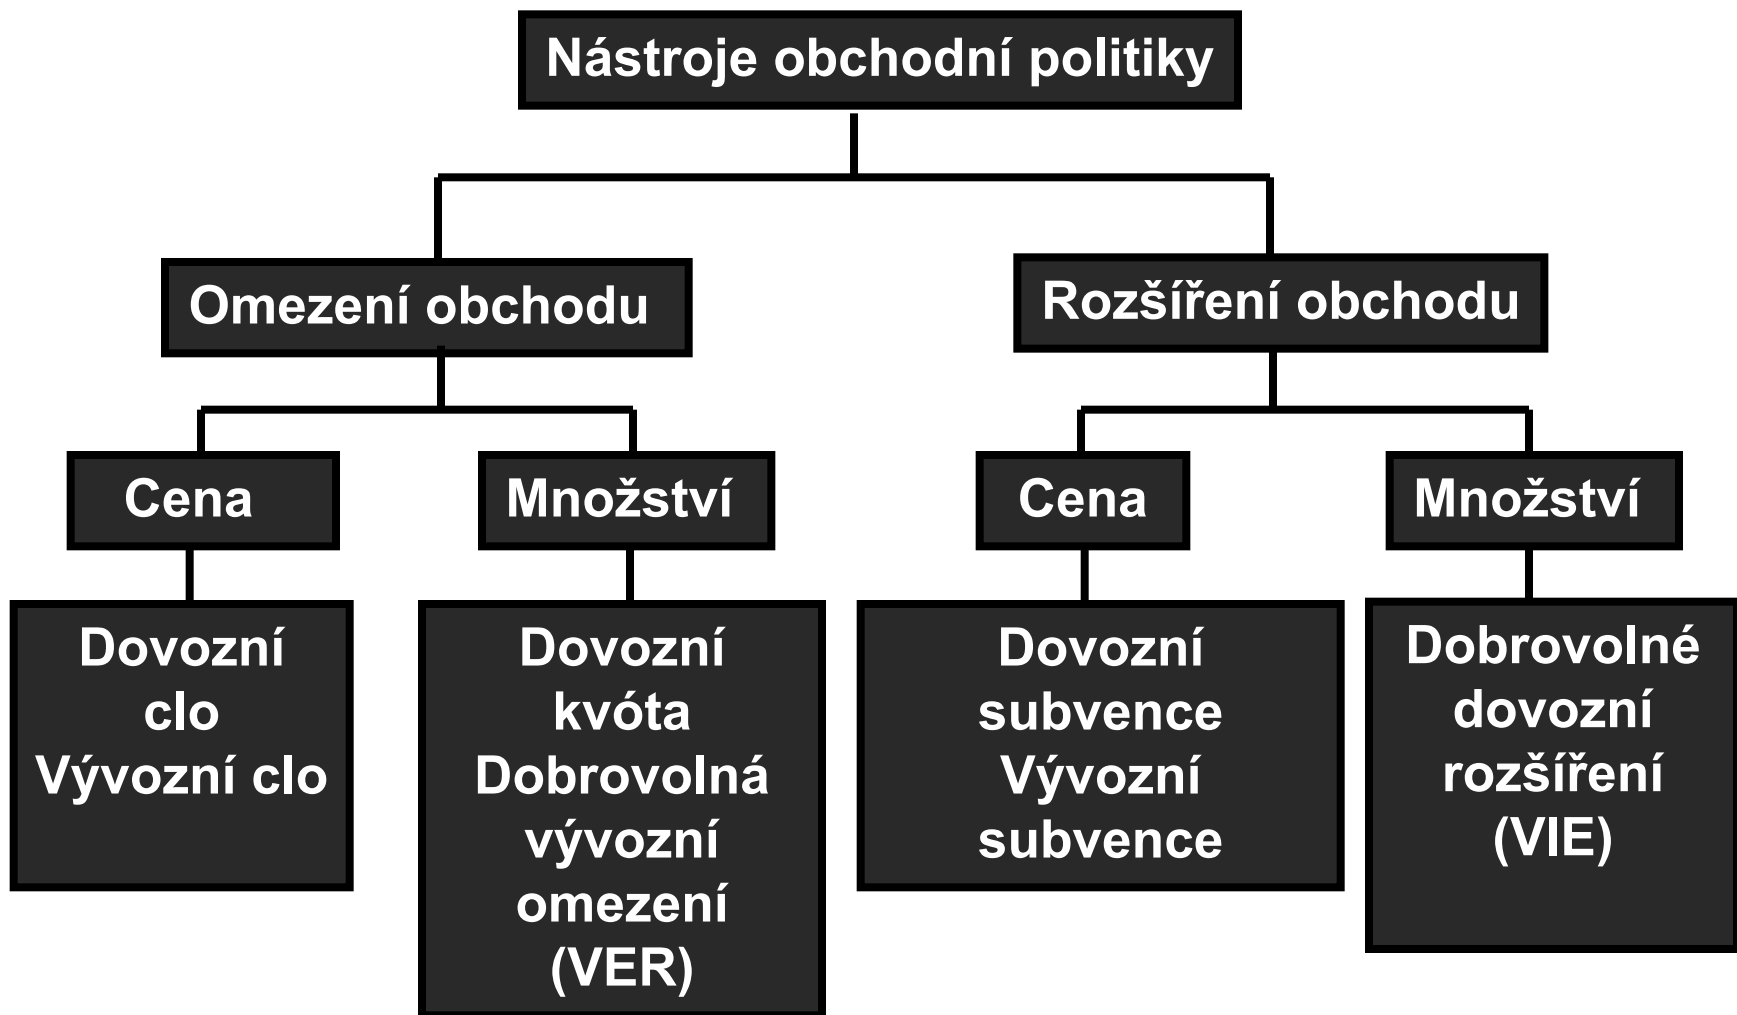 Nástroje obchodní politiky
Omezení obchodu
Rozšíření obchodu
Cena
Množství
Cena
Množství
Dovozní
clo
Vývozní clo
Dovozní
kvóta
Dobrovolná
vývozní
omezení
(VER)
Dovozní
subvence
Vývozní
subvence
Dobrovolné
dovozní
rozšíření
(VIE)